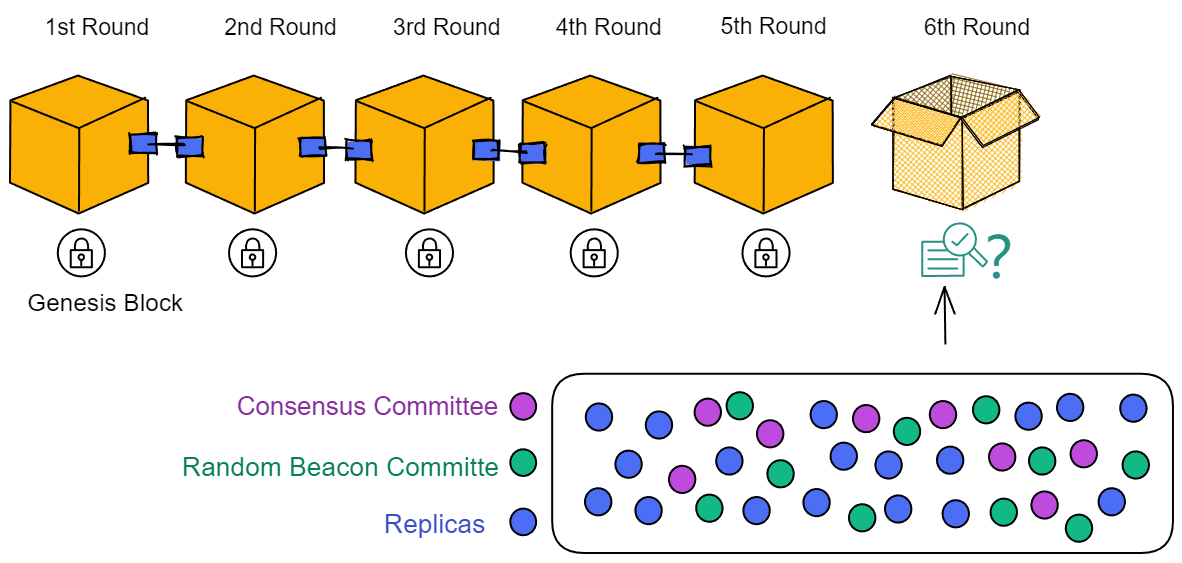 1st Round
2nd Round
3rd Round
4th Round
5th Round
6th Round
?
Genesis Block
Consensus Committee
Random Beacon Committe
Replicas